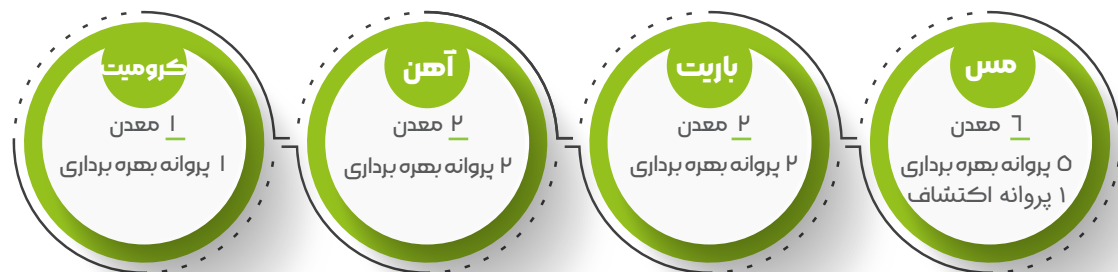 مس
۶ معدن
۵ پروانه بهره برداری
۱ پروانه اکتشاف
باریت
۲ معدن
۲ پروانه بهره برداری
آهن
۲ معدن
۲ پروانه بهره برداری
کرومیت
۱ معدن
۱ پروانه بهره برداری